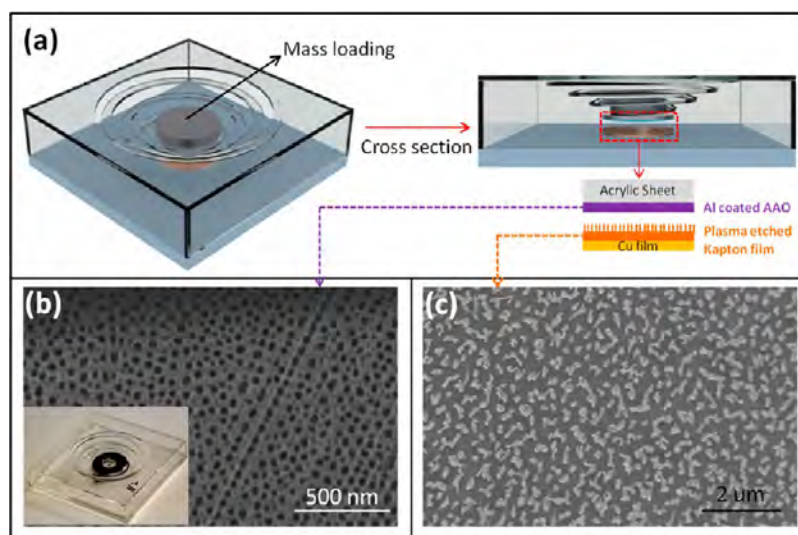 (a)
Mass loading
Cross section
Acrylic Sheet
Al coated AAO
Plasma etched
Cu film
Kapton film
(b)
500 nm
(c)
2 um